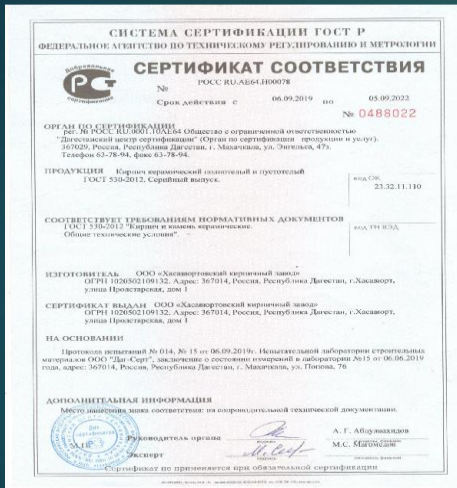 СИСТЕМА СЕРТИФИКАЦИИ ГОСТ Р
ФЕДЕРАЛЬНОЕ АГЕНТСТВО ПО ТЕХНИЧЕСКОМУ РЕГУЛИРОВАНИЮ И МЕТРОЛОГИИ
Добровольная
сертификация
СЕРТИФИКАТ СООТВЕТСТВИЯ
№ РОСС RU.АЕ64.Н00078
Срок действия с 06.09.2019 по 05.09.2022
№ 0488022
ОРГАН ПО СЕРТИФИКАЦИИ
рег. № РОСС RU.0001.10АЕ64 Общество с ограниченной ответственностью
"Дагестанский центр сертификации" (Орган по сертификации продукции и услуг).
367029, Россия, Республика Дагестан, г. Махачкала, ул. Энгельса, 47з.
Телефон 63-78-94, факс 63-78-94.
ПРОДУКЦИЯ Кирпич керамический полнотелый и пустотелый
ГОСТ 530-2012. Серийный выпуск.
код ОК
23.32.11.110
СООТВЕТСТВУЕТ ТРЕБОВАНИЯМ НОРМАТИВНЫХ ДОКУМЕНТОВ
ГОСТ 530-2012 "Кирпич и камень керамические.
Общие технические условия".
код ТН ВЭД
ИЗГОТОВИТЕЛЬ ООО «Хасавюртовский кирпичный завод»
ОГРН 1020502109132. Адрес: 367014, Россия, Республика Дагестан, г.Хасавюрт,
улица Пролетарская, дом 1
СЕРТИФИКАТ ВЫДАН ООО «Хасавюртовский кирпичный завод»
ОГРН 1020502109132. Адрес: 367014, Россия, Республика Дагестан, г.Хасавюрт,
улица Пролетарская, дом 1
НА ОСНОВАНИИ
Протокола испытаний № 014, № 15 от 06.09.2019г. Испытательной лаборатории строительных
материалов ООО "Даг-Серт", заключение о состоянии измерений в лаборатории №15 от 06.06.2019
года, адрес: 367014, Россия, Республика Дагестан, г. Махачкала, ул. Попова, 76
ДОПОЛНИТЕЛЬНАЯ ИНФОРМАЦИЯ
Место нанесения знака соответствия: на сопроводительной технической документации.
М.П.
Руководитель органа
А. Г. Абдулвахидов
Эксперт
М.С. Магомедов
Сертификат не применяется при обязательной сертификации